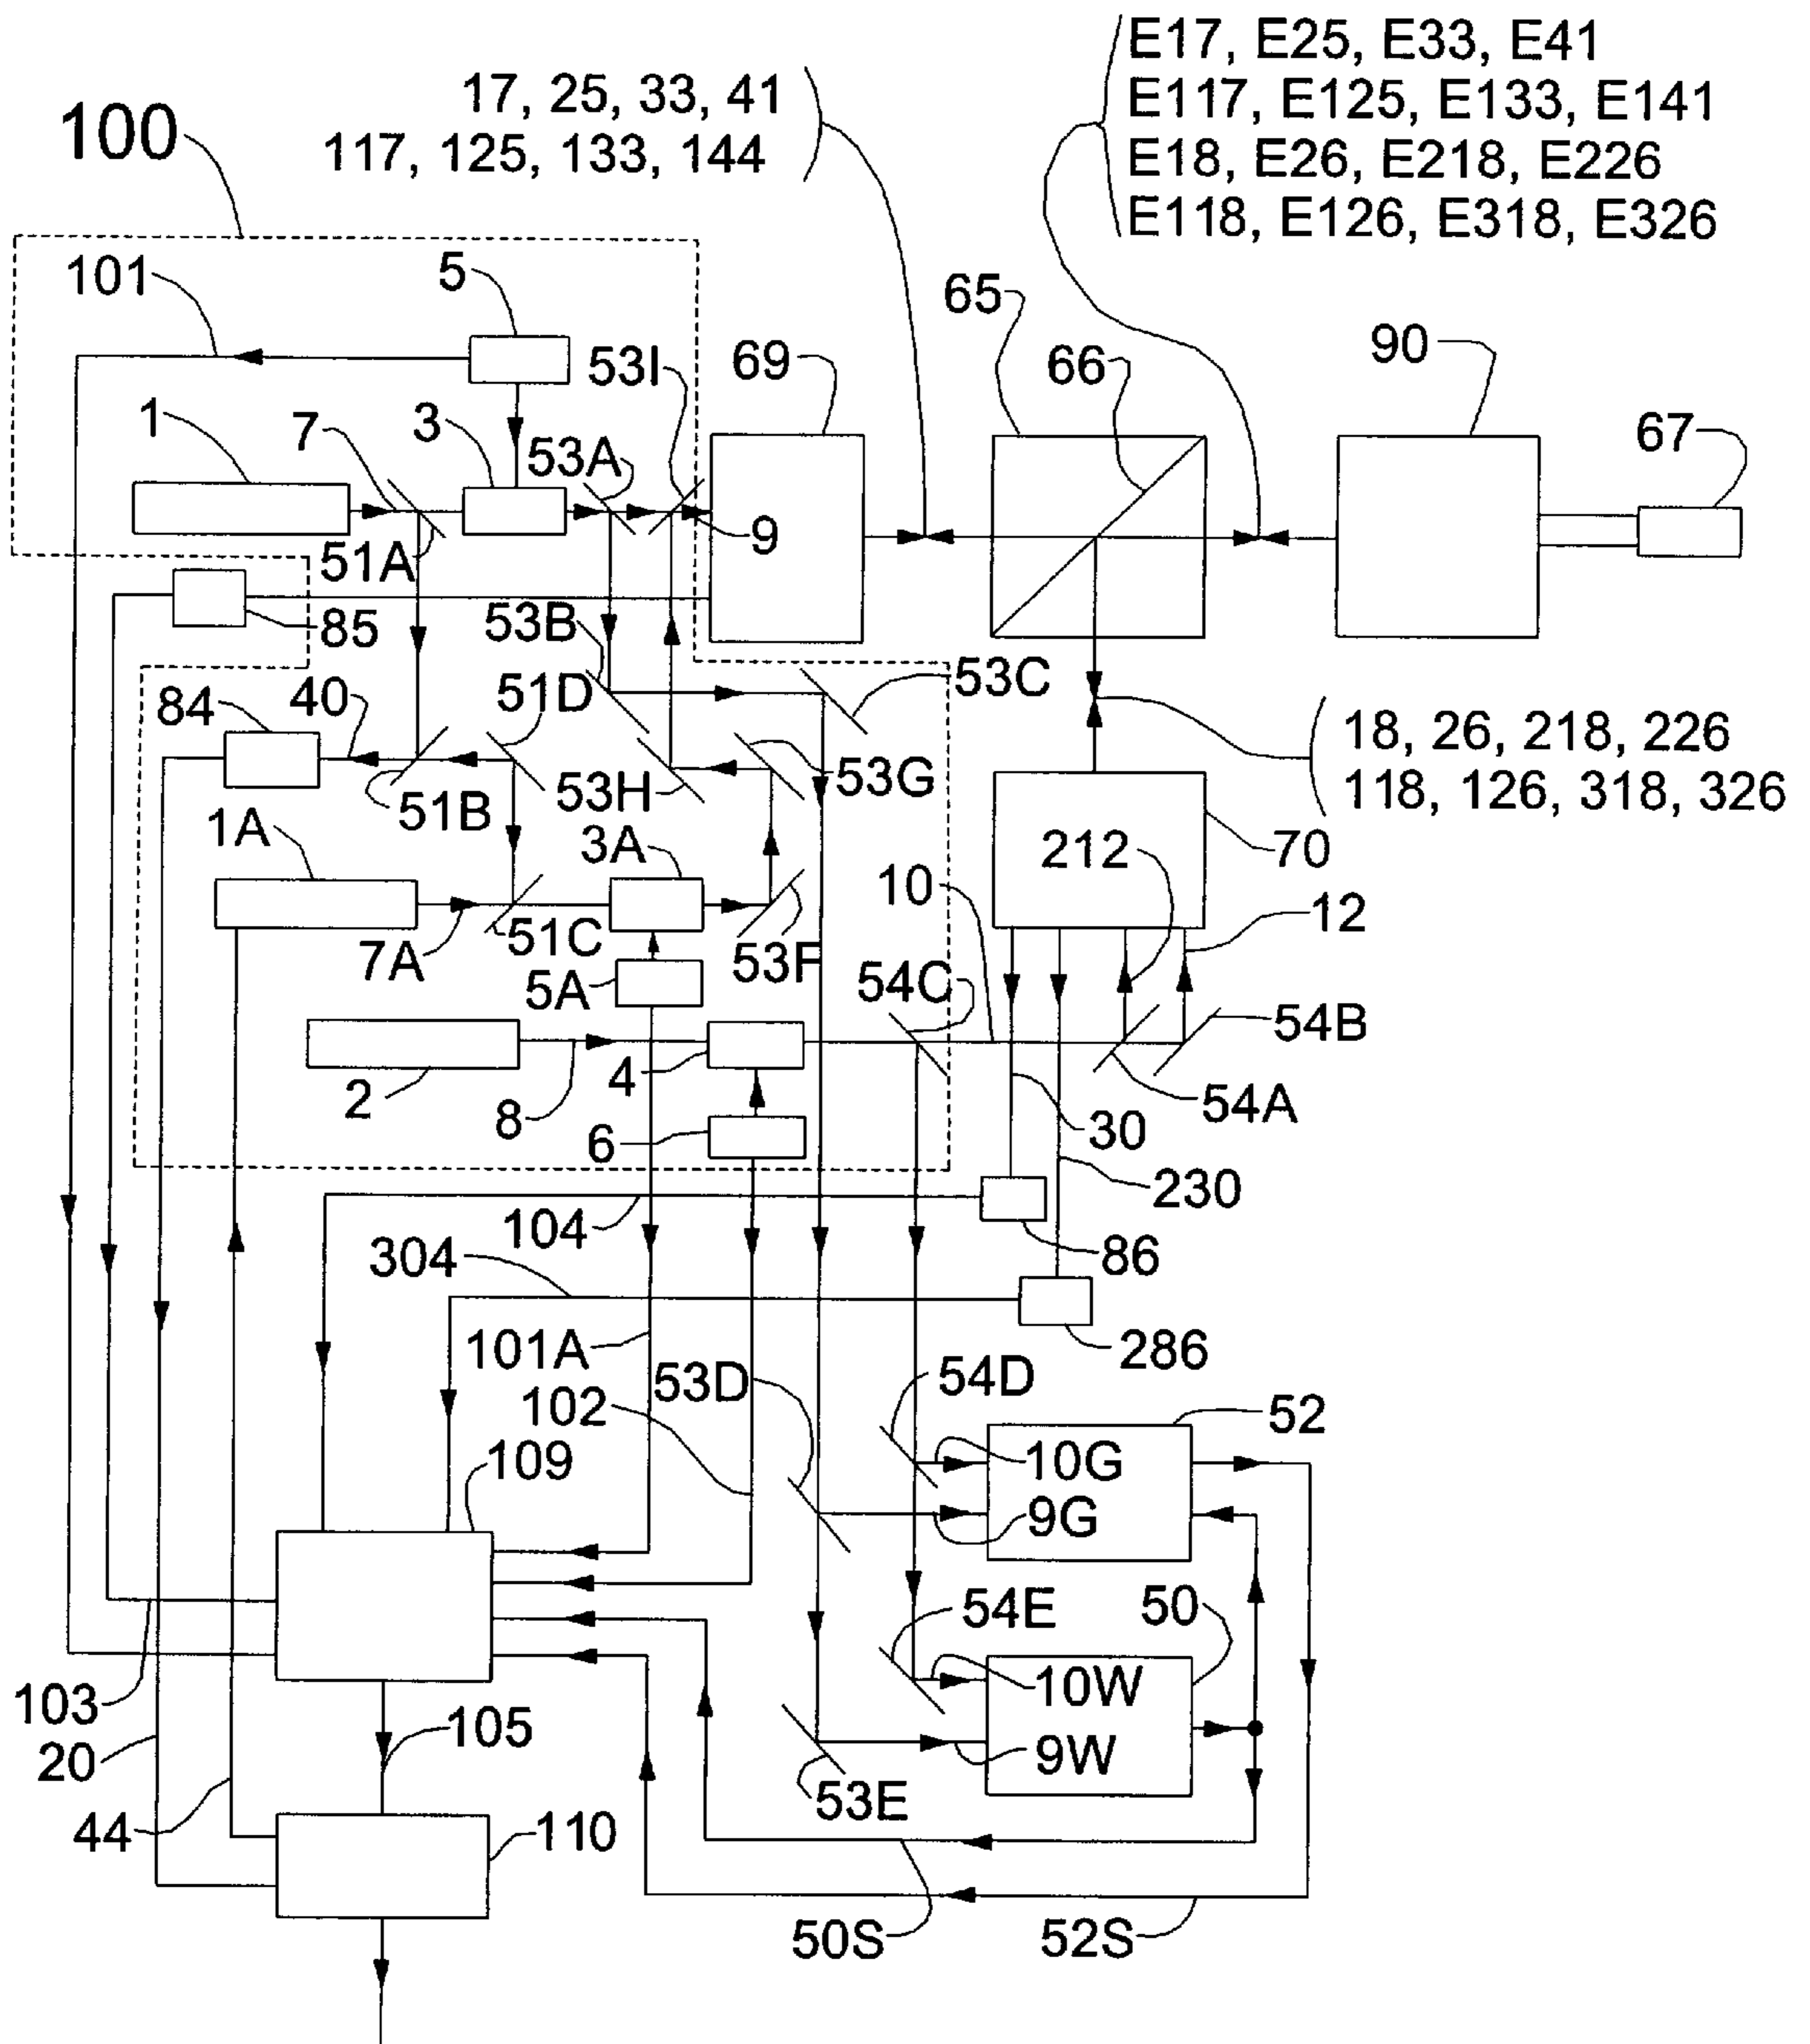 E17, E25, E33, E41
E117, E125, E133, E141
E18, E26, E218, E226
E118, E126, E318, E326
17, 25, 33, 41
117, 125, 133, 144
100
101
5
65
66
90
53I
69
67
1
7
3
53A
51A
9
85
53B
53C
84
40
51D
18, 26, 218, 226
118, 126, 318, 326
53H
53G
51B
1A
3A
212
70
10
12
7A
51C
53F
5A
54C
54B
2
8
4
54A
6
30
230
104
86
304
101A
286
53D
54D
102
52
109
10G
9G
54E
50
10W
103
105
9W
20
53E
44
110
50S
52S